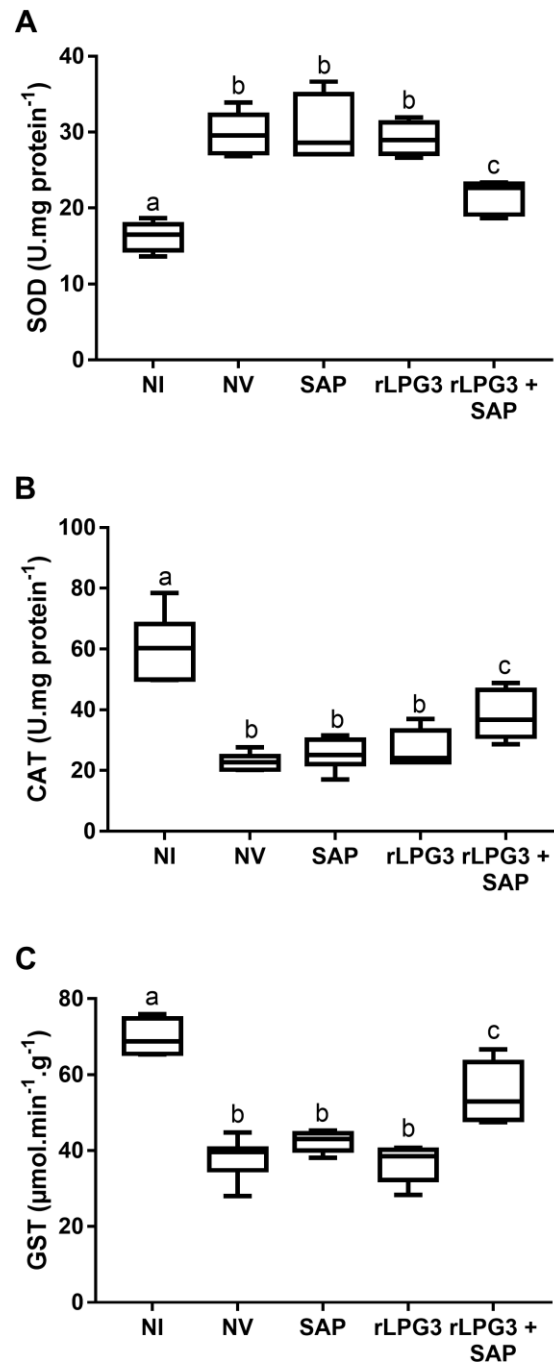 A
SOD (U.mg protein⁻¹)
40
30
20
10
0
a
b
b
b
c
NI NV SAP rLPG3 rLPG3 +
SAP
B
CAT (U.mg protein⁻¹)
100
80
60
40
20
0
a
b
b
b
c
NI NV SAP rLPG3 rLPG3 +
SAP
C
GST (µmol.min⁻¹.g⁻¹)
80
60
40
20
0
a
b
b
b
c
NI NV SAP rLPG3 rLPG3 +
SAP